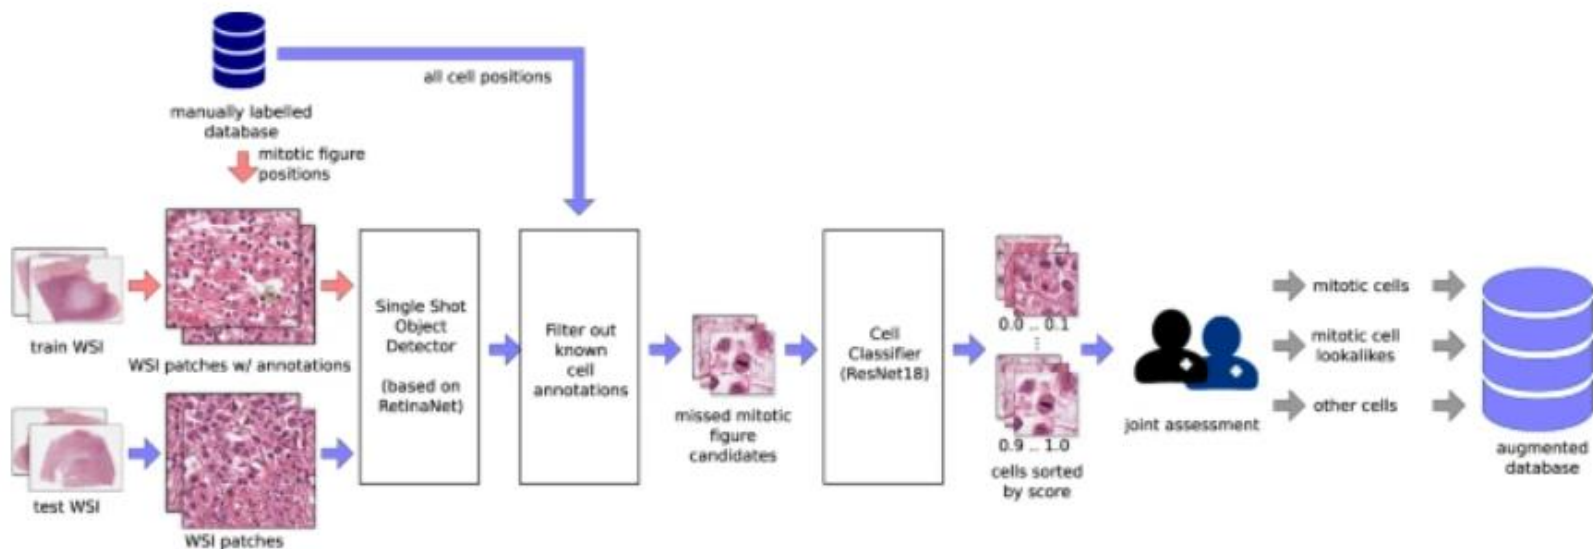 all cell positions
manually labelled
database
mitotic figure
positions
train WSI
WSI patches w/ annotations
test WSI
WSI patches
Single Shot
Object
Detector
(based on
RetinaNet)
Filter out
known
cell
annotations
missed mitotic
figure
candidates
Cell
Classifier
(ResNet18)
0.0 .. 0.1
0.9 .. 1.0
cells sorted
by score
joint assessment
mitotic cells
mitotic cell
lookalikes
other cells
augmented
database